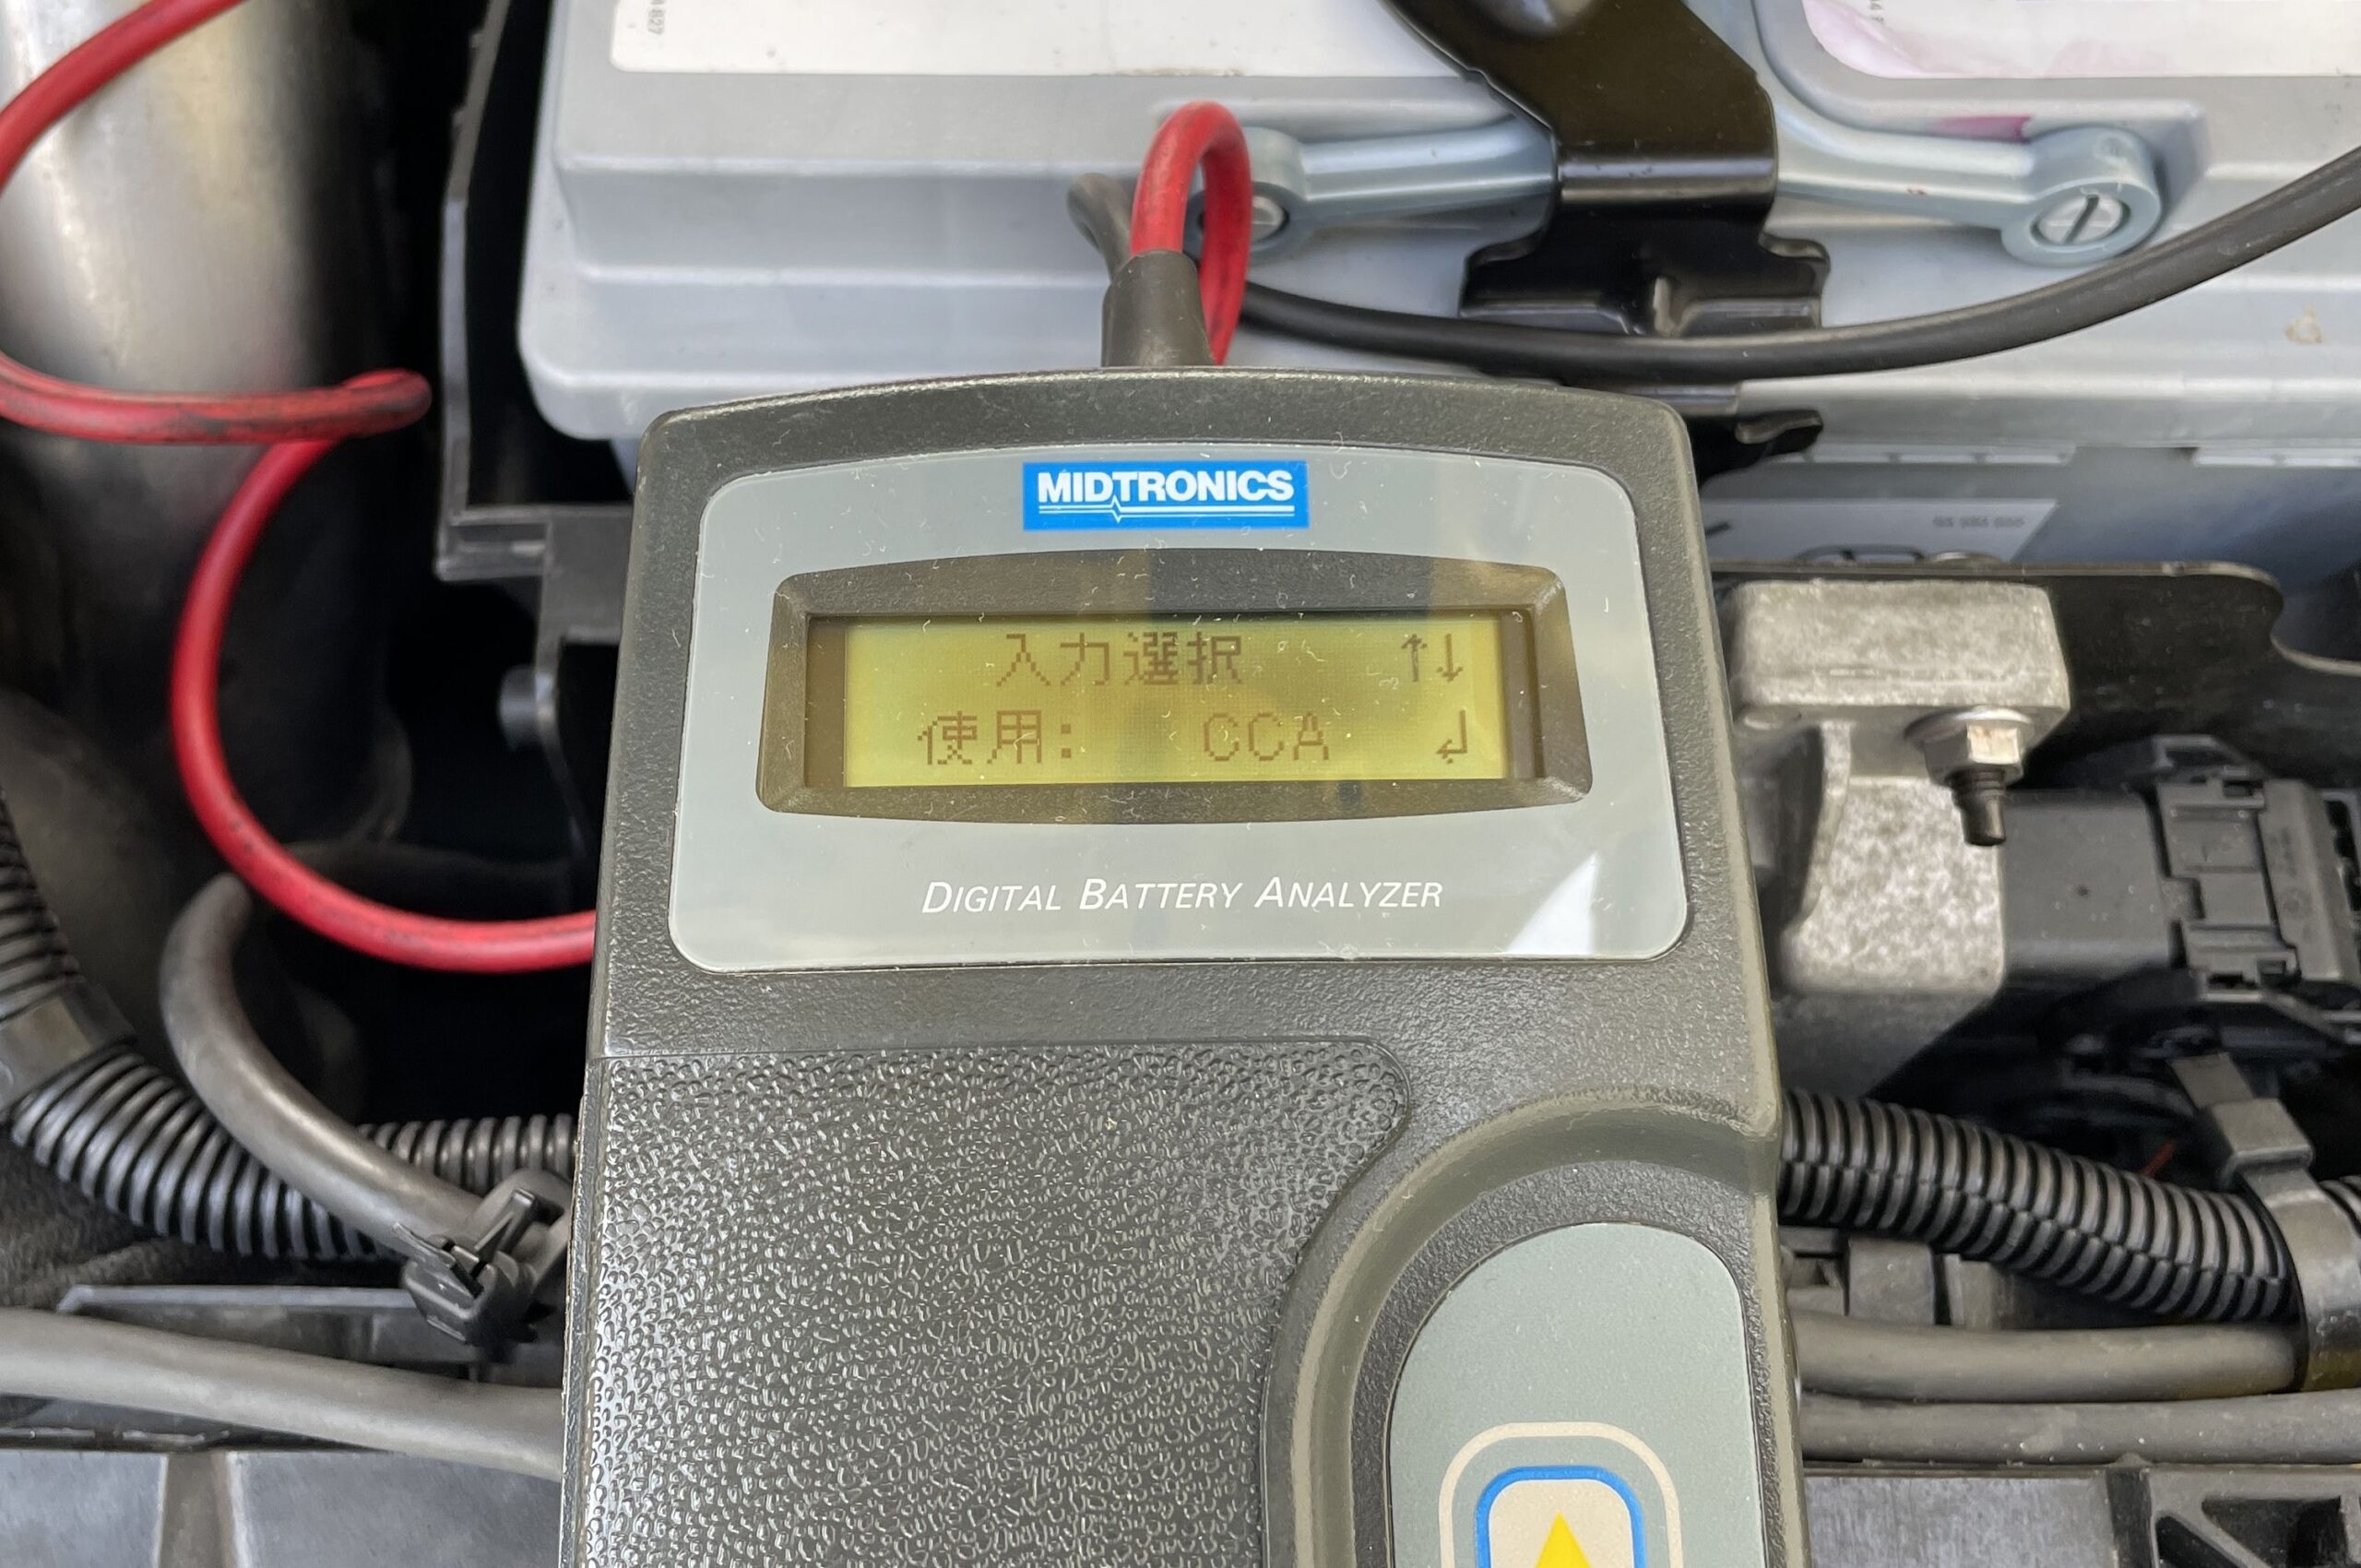 MIDTRONICS
入力選択 ↑↓
使用: CCA ↲
DIGITAL BATTERY ANALYZER